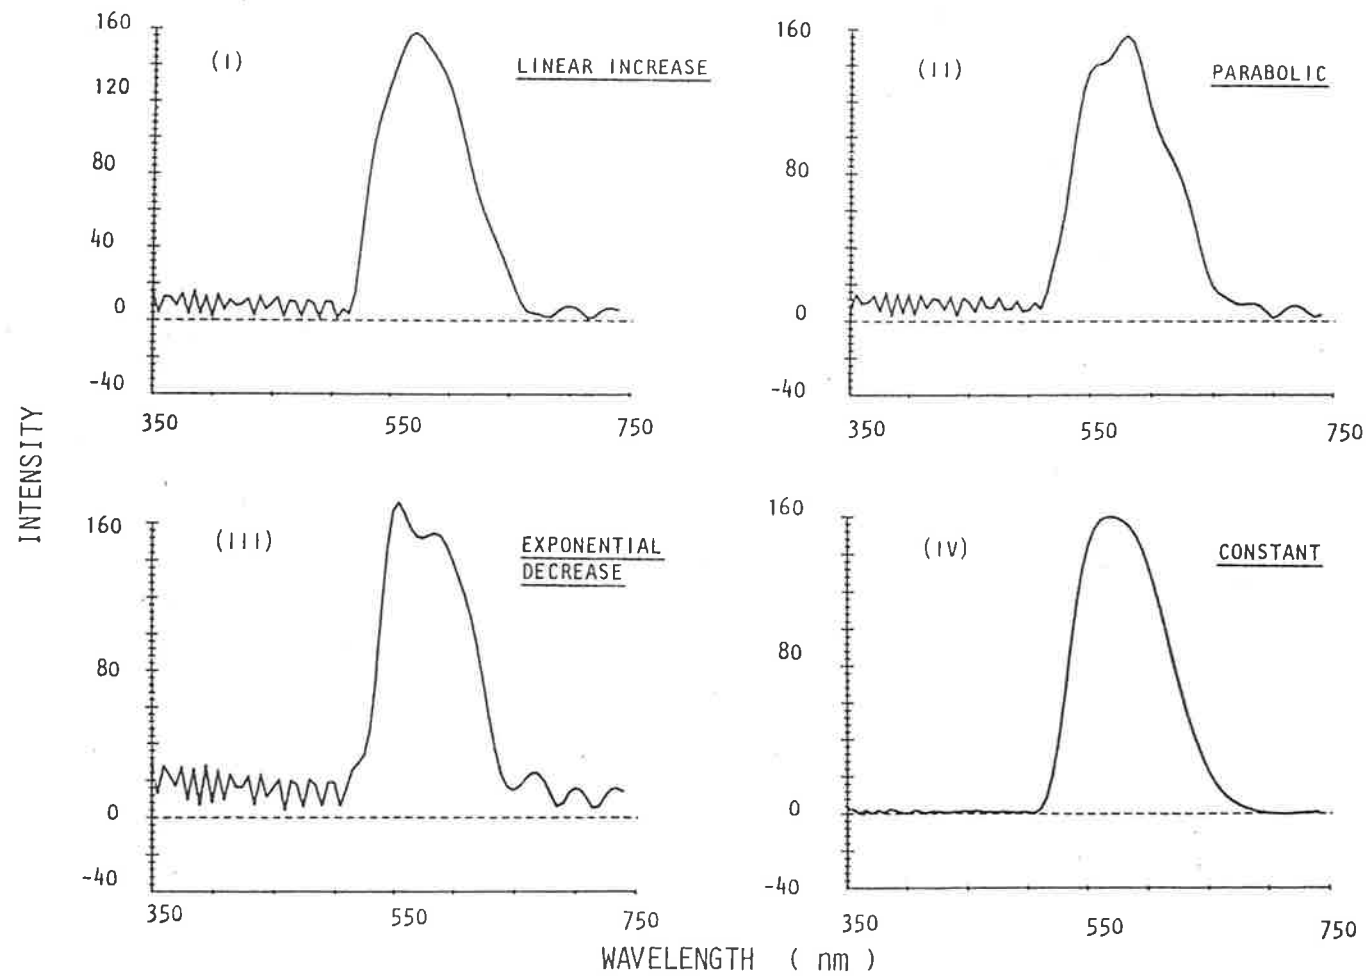 160
120
80
40
0
-40
350
550
750
(I)
LINEAR INCREASE
160
80
0
-40
350
550
750
(II)
PARABOLIC
INTENSITY
160
80
0
-40
350
550
750
(III)
EXPONENTIAL
DECREASE
160
80
0
-40
350
550
750
(IV)
CONSTANT
WAVELENGTH ( nm )